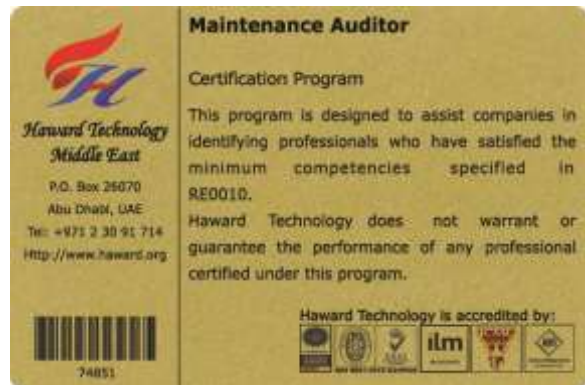 Haward Technology
Middle East
P.O. Box 26070
Abu Dhabi, UAE
Tel: +971 2 30 91 714
Http://www.haward.org
74851
Maintenance Auditor
Certification Program
This program is designed to assist companies in
identifying professionals who have satisfied the
minimum competencies specified in
RE0010.
Haward Technology does not warrant or
guarantee the performance of any professional
certified under this program.
Haward Technology is accredited by:
ilm